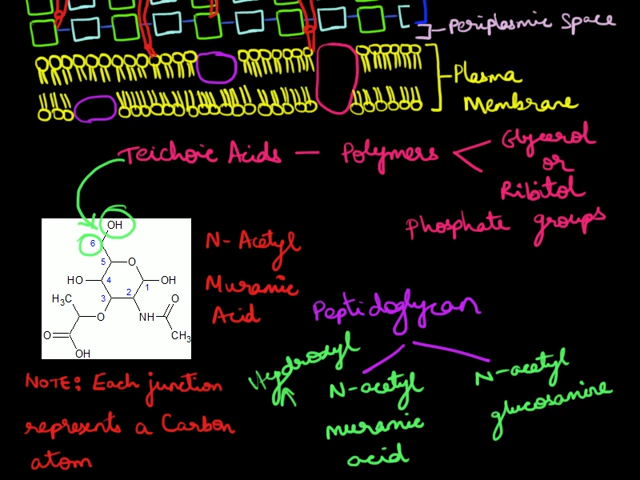 Periplasmic Space
Plasma
Membrane
Teichoic Acids — Polymers
Glycerol
or
Ribitol
Phosphate groups
OH
6
5
O
HO
4
1
OH
H₃C
3
2
O
NH
O
CH₃
O
OH
N-Acetyl
Muramic
Acid
Peptidoglycan
Hydroxyl
N-acetyl
muramic
acid
N-acetyl
glucosamine
NOTE: Each junction
represents a Carbon
atom